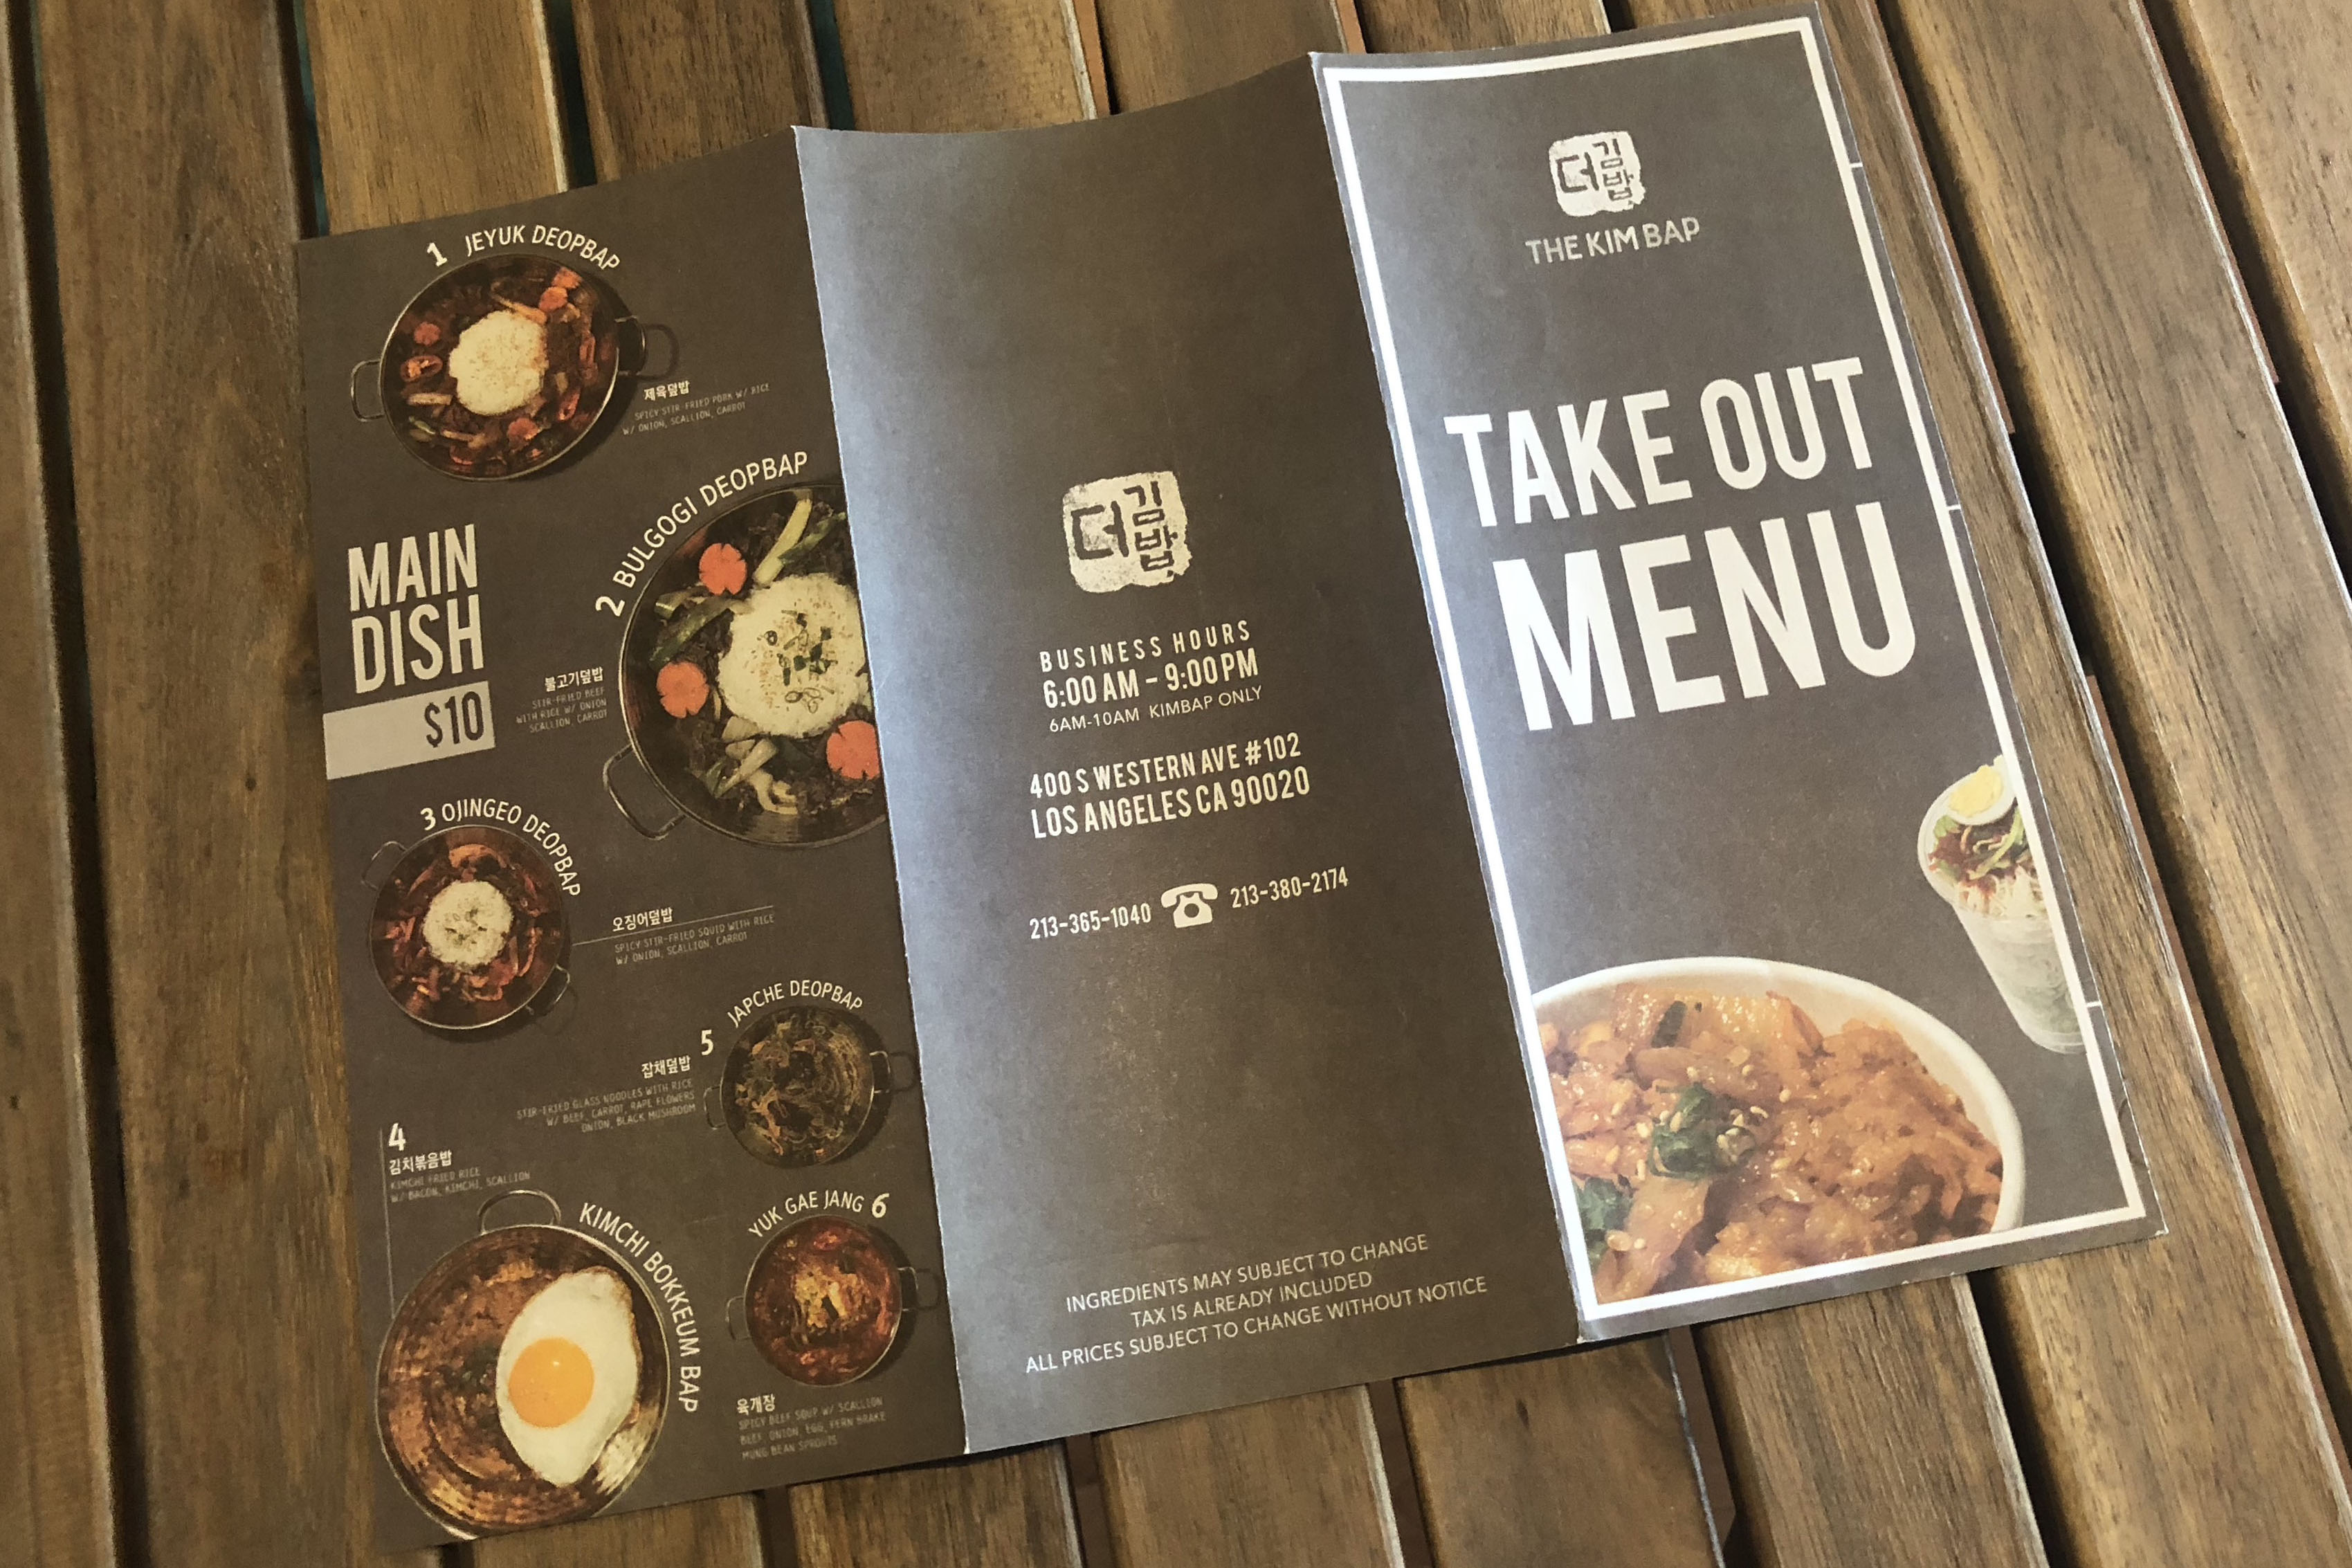 1 JEYUK DEOPBAP
제육덮밥
SPICY STIR-FRIED PORK W/ RICE
W/ ONION, SCALLION, CARROT
2 BULGOGI DEOPBAP
불고기덮밥
STIR-FRIED BEEF
WITH RICE W/ ONION
SCALLION, CARROT
MAIN
DISH
$10
3 OJINGEO DEOPBAP
오징어덮밥
SPICY STIR-FRIED SQUID WITH RICE
W/ ONION, SCALLION, CARROT
5 JAPCHE DEOPBAP
잡채덮밥
STIR-FRIED GLASS NOODLES WITH RICE
W/ BEEF, CARROT, RAPE FLOWERS
ONION, BLACK MUSHROOM
4
김치볶음밥
KIMCHI FRIED RICE
W/ BACON, KIMCHI, SCALLION
KIMCHI BOKKEUM BAP
YUK GAE JANG 6
육개장
SPICY BEEF SOUP W/ SCALLION
BEEF, ONION, EGG, FERN BRAKE
MUNG BEAN SPROUTS
더김밥
BUSINESS HOURS
6:00 AM - 9:00 PM
6AM-10AM KIMBAP ONLY
400 S WESTERN AVE #102
LOS ANGELES CA 90020
213-365-1040 213-380-2174
INGREDIENTS MAY SUBJECT TO CHANGE
TAX IS ALREADY INCLUDED
ALL PRICES SUBJECT TO CHANGE WITHOUT NOTICE
더김밥
THE KIM BAP
TAKE OUT
MENU